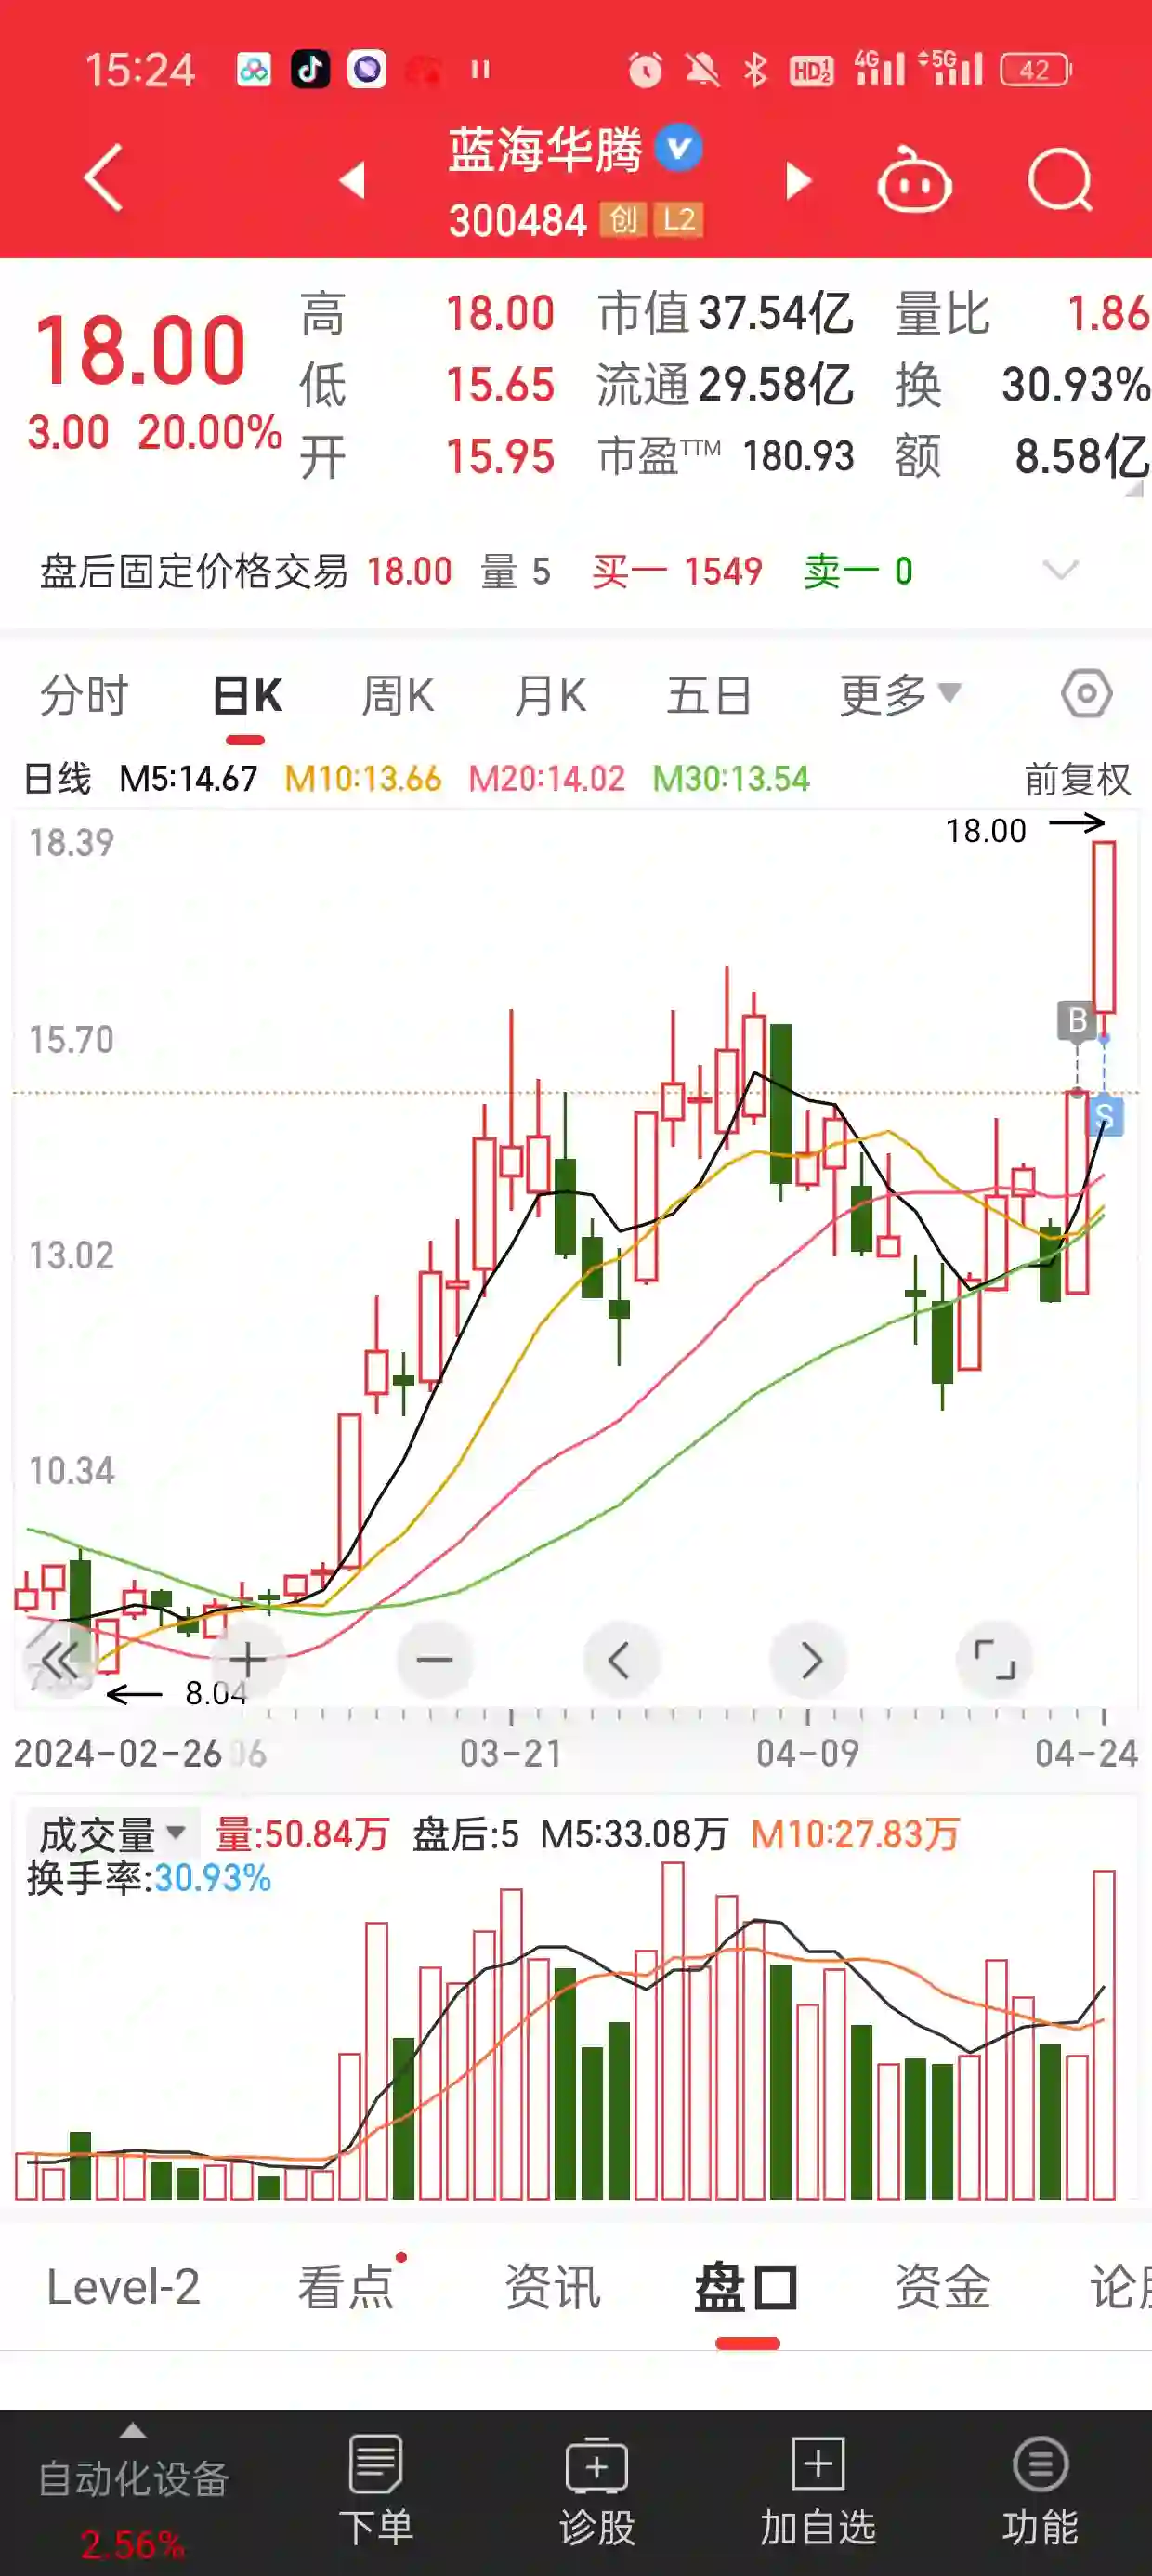 15:24 HD1 2 4G 5G 42
蓝海华腾
300484 创 L2
18.00
3.00 20.00%
高 18.00 市值 37.54亿 量比 1.86
低 15.65 流通 29.58亿 换 30.93%
开 15.95 市盈TTM 180.93 额 8.58亿
盘后固定价格交易 18.00 量 5 买一 1549 卖一 0
分时 日K 周K 月K 五日 更多
日线 M5:14.67 M10:13.66 M20:14.02 M30:13.54 前复权
18.39
18.00
15.70
B
S
13.02
10.34
8.04
2024-02-26 06 03-21 04-09 04-24
成交量 量:50.84万 盘后:5 M5:33.08万 M10:27.83万
换手率:30.93%
Level-2 看点 资讯 盘口 资金 论
自动化设备
2.56%
下单 诊股 加自选 功能